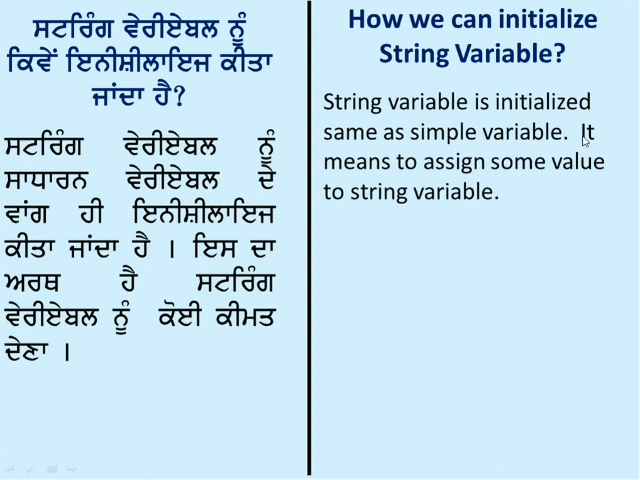 ਸਟਰਿੰਗ ਵੇਰੀਏਬਲ ਨੂੰ
ਕਿਵੇਂ ਇਨੀਸ਼ੀਲਾਇਜ ਕੀਤਾ
ਜਾਂਦਾ ਹੈ?
ਸਟਰਿੰਗ ਵੇਰੀਏਬਲ ਨੂੰ
ਸਾਧਾਰਨ ਵੇਰੀਏਬਲ ਦੇ
ਵਾਂਗ ਹੀ ਇਨੀਸ਼ੀਲਾਇਜ
ਕੀਤਾ ਜਾਂਦਾ ਹੈ । ਇਸ ਦਾ
ਅਰਥ ਹੈ ਸਟਰਿੰਗ
ਵੇਰੀਏਬਲ ਨੂੰ ਕੋਈ ਕੀਮਤ
ਦੇਣਾ ।
How we can initialize
String Variable?
String variable is initialized
same as simple variable. It
means to assign some value
to string variable.